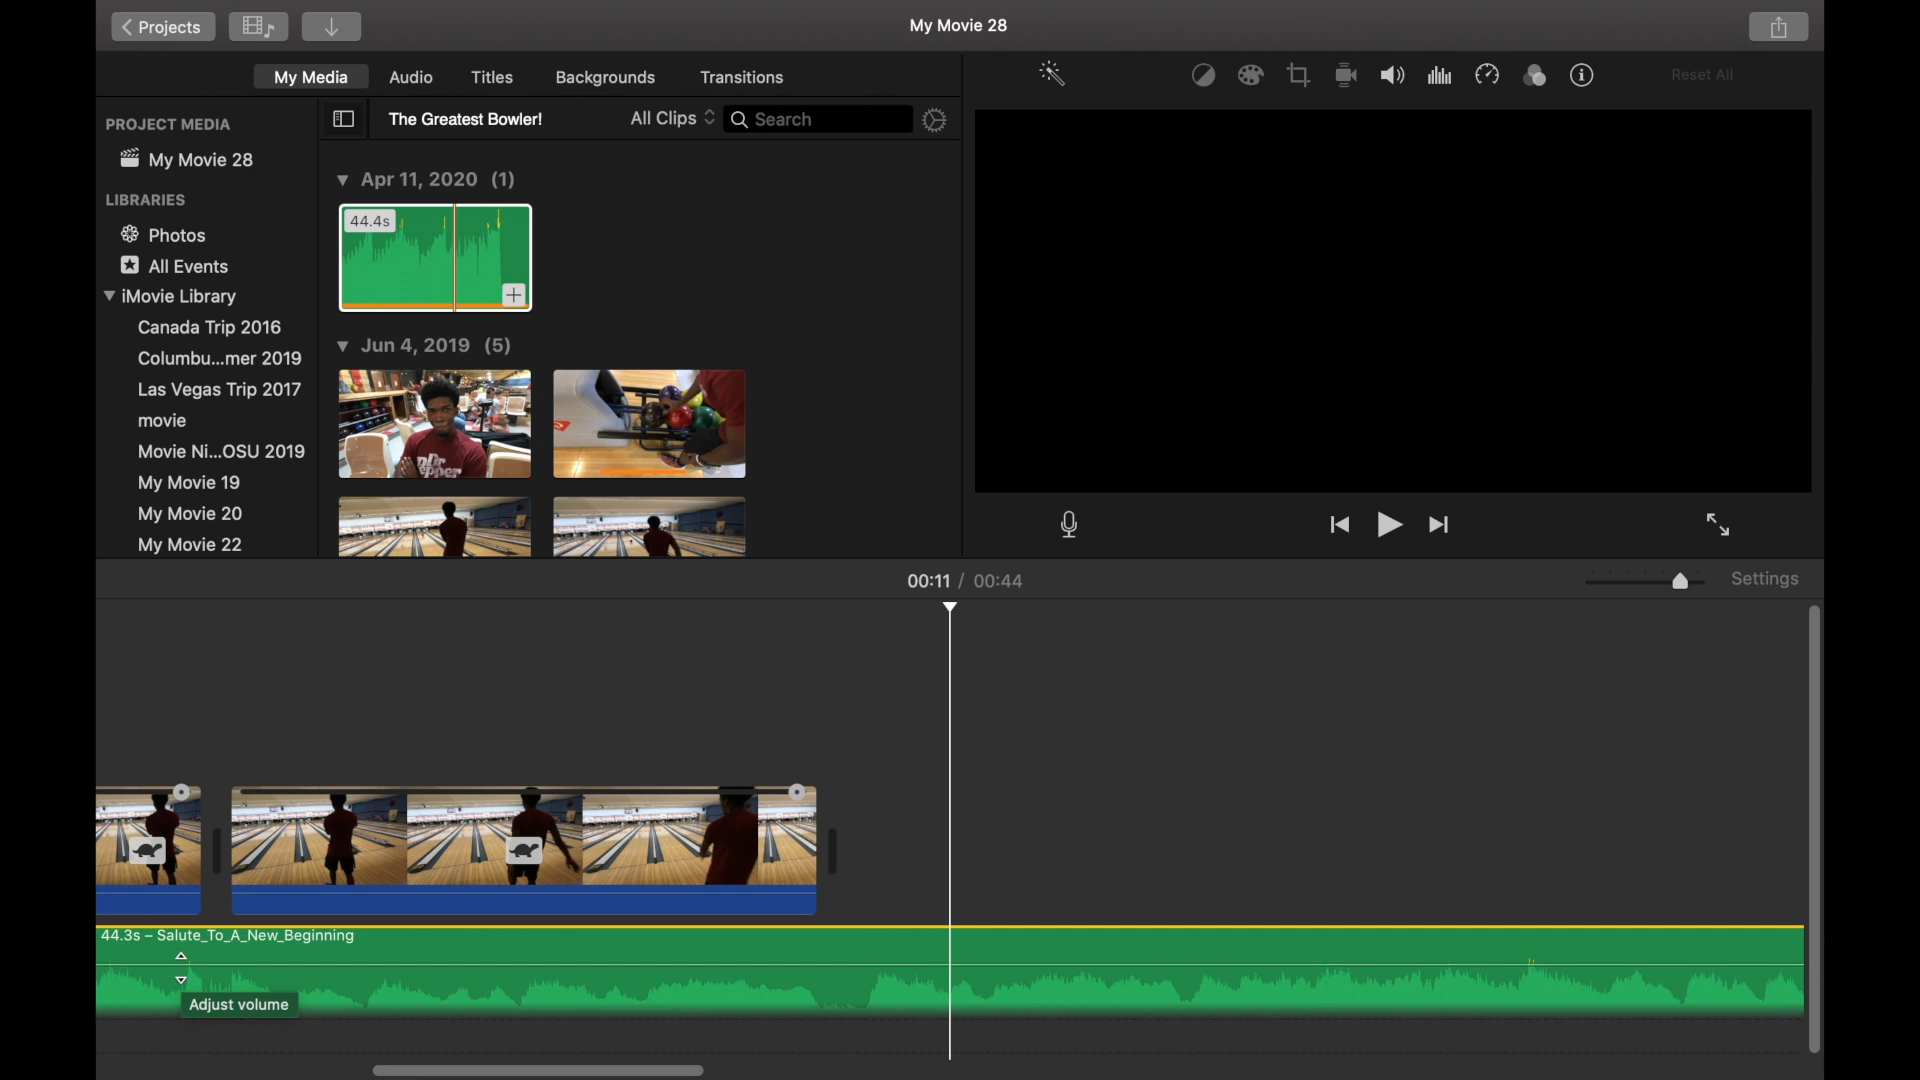 Projects
My Movie 28
My Media
Audio
Titles
Backgrounds
Transitions
Reset All
PROJECT MEDIA
My Movie 28
LIBRARIES
Photos
All Events
iMovie Library
Canada Trip 2016
Columbu...mer 2019
Las Vegas Trip 2017
movie
Movie Ni...OSU 2019
My Movie 19
My Movie 20
My Movie 22
The Greatest Bowler!
All Clips
Search
Apr 11, 2020 (1)
44.4s
Jun 4, 2019 (5)
Dr Pepper
00:11 / 00:44
Settings
44.3s – Salute_To_A_New_Beginning
Adjust volume